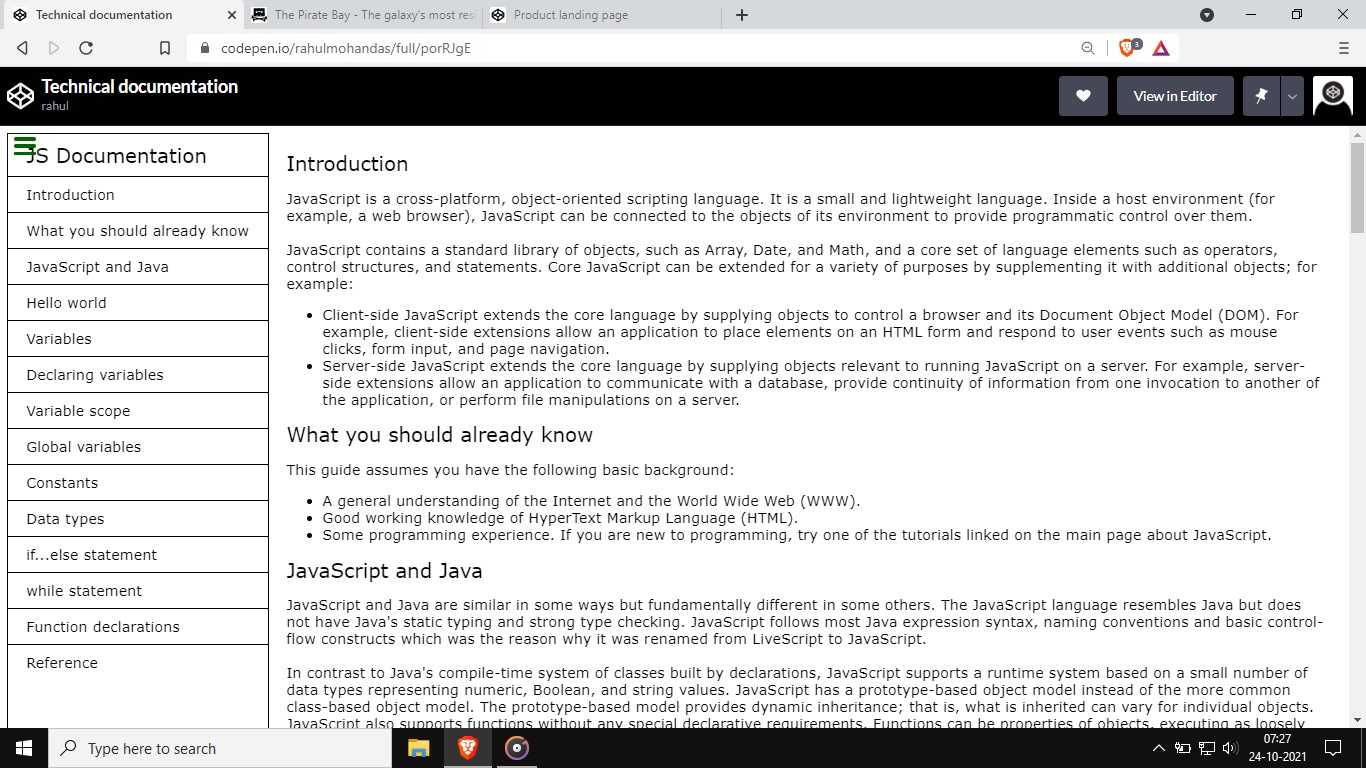 Technical documentation
The Pirate Bay - The galaxy's most res
Product landing page
codepen.io/rahulmohandas/full/porRJgE
3
Technical documentation
rahul
View in Editor
JS Documentation
Introduction
What you should already know
JavaScript and Java
Hello world
Variables
Declaring variables
Variable scope
Global variables
Constants
Data types
if...else statement
while statement
Function declarations
Reference
Introduction
JavaScript is a cross-platform, object-oriented scripting language. It is a small and lightweight language. Inside a host environment (for
example, a web browser), JavaScript can be connected to the objects of its environment to provide programmatic control over them.
JavaScript contains a standard library of objects, such as Array, Date, and Math, and a core set of language elements such as operators,
control structures, and statements. Core JavaScript can be extended for a variety of purposes by supplementing it with additional objects; for
example:
• Client-side JavaScript extends the core language by supplying objects to control a browser and its Document Object Model (DOM). For
example, client-side extensions allow an application to place elements on an HTML form and respond to user events such as mouse
clicks, form input, and page navigation.
• Server-side JavaScript extends the core language by supplying objects relevant to running JavaScript on a server. For example, server-
side extensions allow an application to communicate with a database, provide continuity of information from one invocation to another of
the application, or perform file manipulations on a server.
What you should already know
This guide assumes you have the following basic background:
• A general understanding of the Internet and the World Wide Web (WWW).
• Good working knowledge of HyperText Markup Language (HTML).
• Some programming experience. If you are new to programming, try one of the tutorials linked on the main page about JavaScript.
JavaScript and Java
JavaScript and Java are similar in some ways but fundamentally different in some others. The JavaScript language resembles Java but does
not have Java's static typing and strong type checking. JavaScript follows most Java expression syntax, naming conventions and basic control-
flow constructs which was the reason why it was renamed from LiveScript to JavaScript.
In contrast to Java's compile-time system of classes built by declarations, JavaScript supports a runtime system based on a small number of
data types representing numeric, Boolean, and string values. JavaScript has a prototype-based object model instead of the more common
class-based object model. The prototype-based model provides dynamic inheritance; that is, what is inherited can vary for individual objects.
JavaScript also supports functions without any special declarative requirements. Functions can be properties of objects, executing as loosely
Type here to search
07:27
24-10-2021